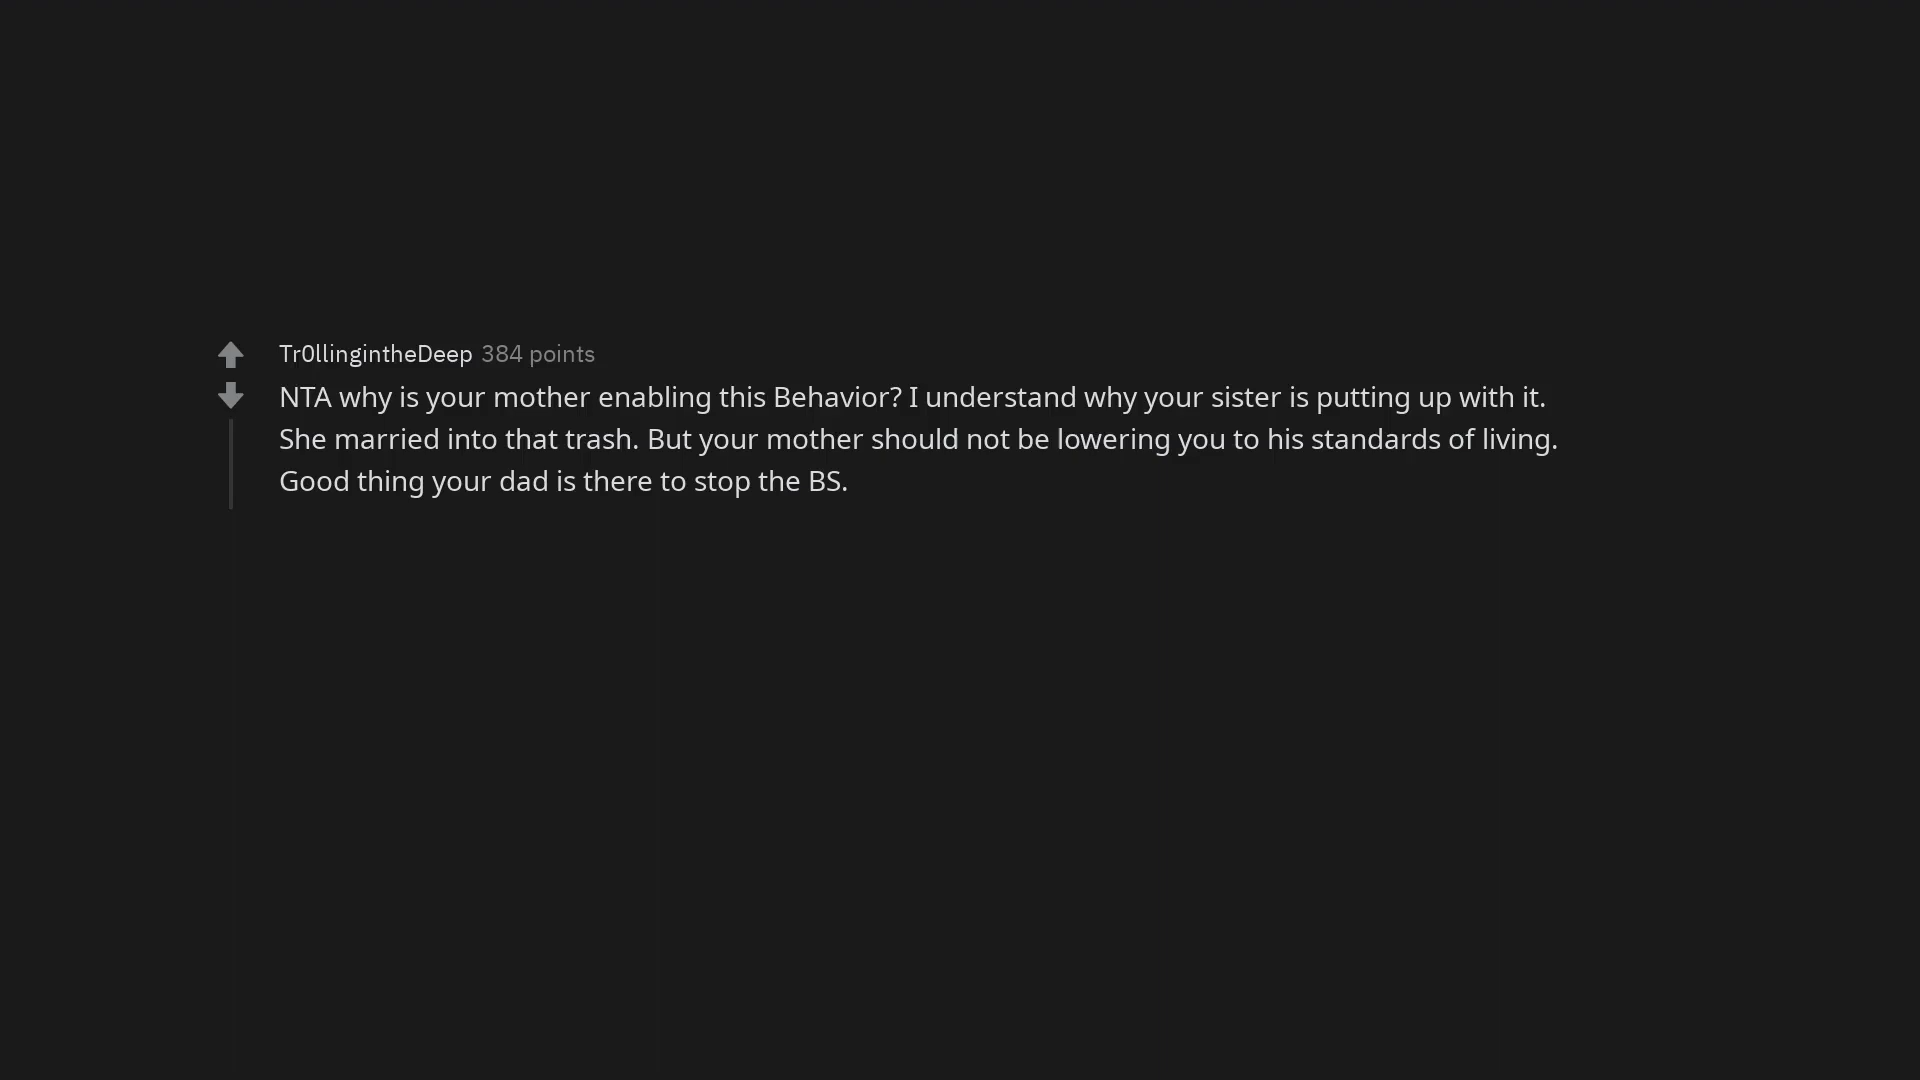 Tr0llingintheDeep 384 points
NTA why is your mother enabling this Behavior? I understand why your sister is putting up with it.
She married into that trash. But your mother should not be lowering you to his standards of living.
Good thing your dad is there to stop the BS.